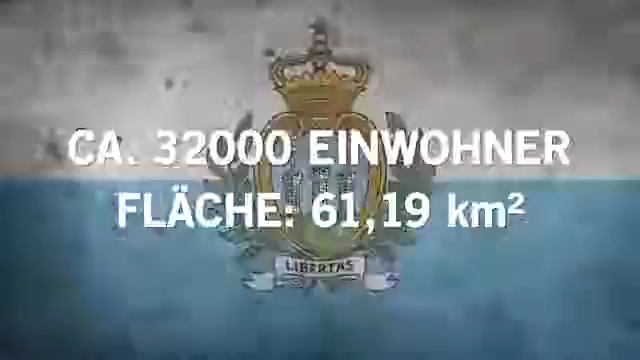 CA. 32000 EINWOHNER
FLÄCHE: 61,19 km²
LIBERTAS